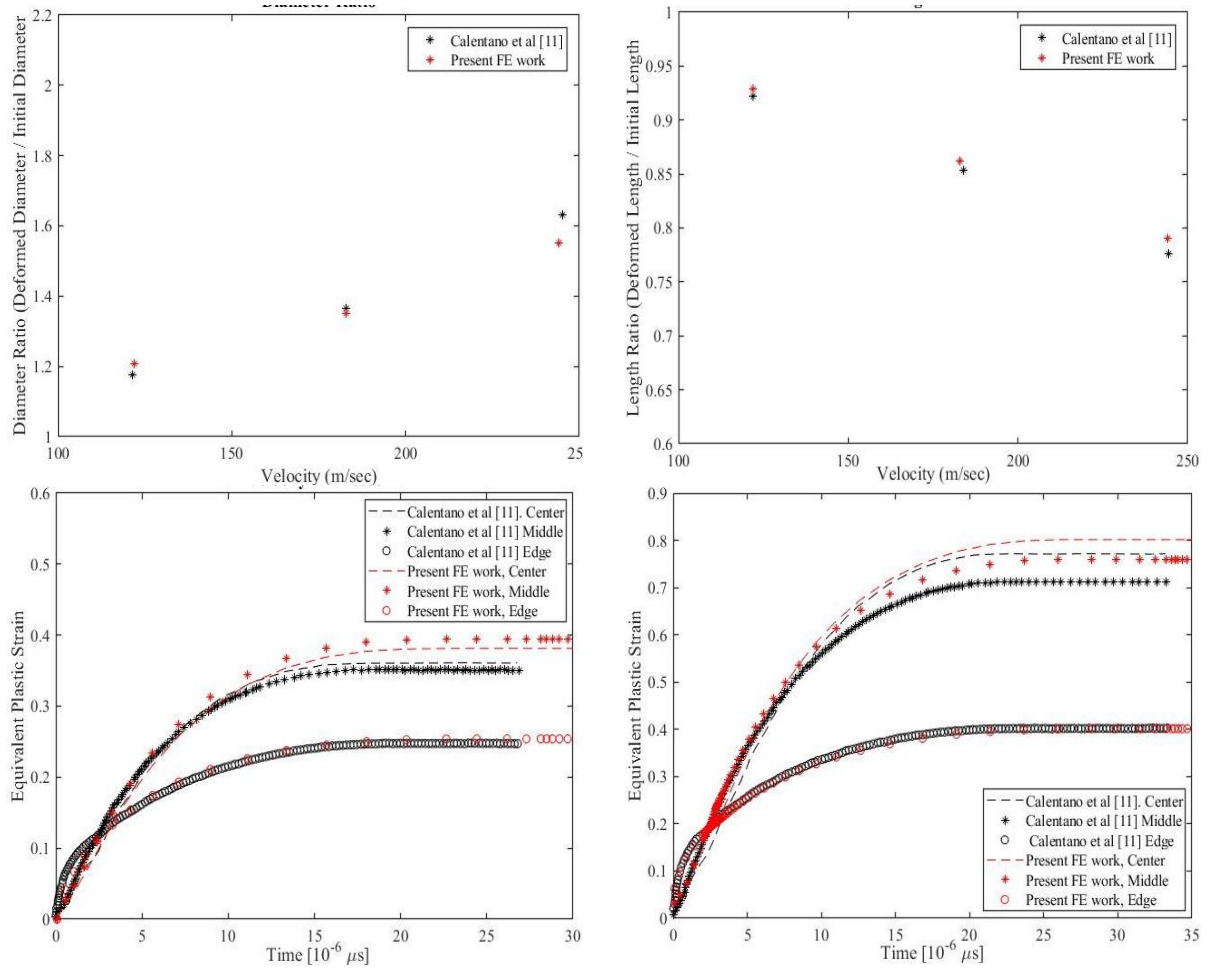 Diameter Ratio
2.2
2
1.8
1.6
1.4
1.2
1
100
150
200
25
Velocity (m/sec)
Diameter Ratio (Deformed Diameter / Initial Diameter
Calentano et al [11]
Present FE work
1
0.95
0.9
0.85
0.8
0.75
0.7
0.65
0.6
100
150
200
250
Velocity (m/sec)
Length Ratio (Deformed Length / Initial Length
Calentano et al [11]
Present FE work
0.6
0.5
0.4
0.3
0.2
0.1
0
0
5
10
15
20
25
30
Time [10⁻⁶ μs]
Equivalent Plastic Strain
Calentano et al [11]. Center
Calentano et al [11] Middle
Calentano et al [11] Edge
Present FE work, Center
Present FE work, Middle
Present FE work, Edge
0.9
0.8
0.7
0.6
0.5
0.4
0.3
0.2
0.1
0
0
5
10
15
20
25
30
35
Time [10⁻⁶ μs]
Equivalent Plastic Strain
Calentano et al [11]. Center
Calentano et al [11] Middle
Calentano et al [11] Edge
Present FE work, Center
Present FE work, Middle
Present FE work, Edge